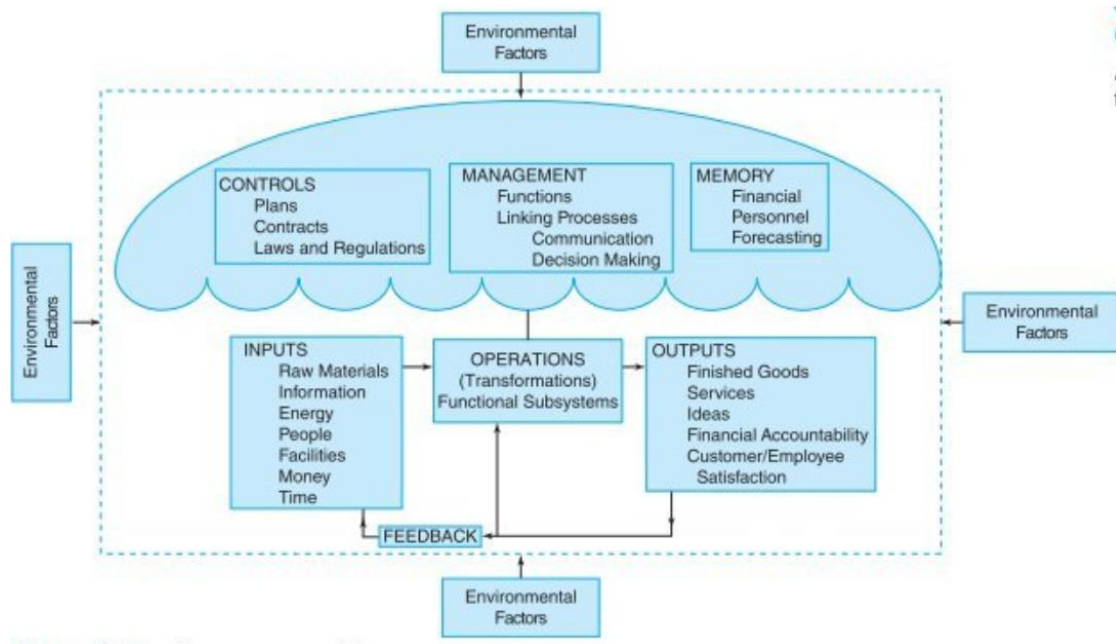 Environmental
Factors
CONTROLS
Plans
Contracts
Laws and Regulations
MANAGEMENT
Functions
Linking Processes
Communication
Decision Making
MEMORY
Financial
Personnel
Forecasting
Environmental
Factors
Environmental
Factors
INPUTS
Raw Materials
Information
Energy
People
Facilities
Money
Time
OPERATIONS
(Transformations)
Functional Subsystems
OUTPUTS
Finished Goods
Services
Ideas
Financial Accountability
Customer/Employee
Satisfaction
FEEDBACK
Environmental
Factors